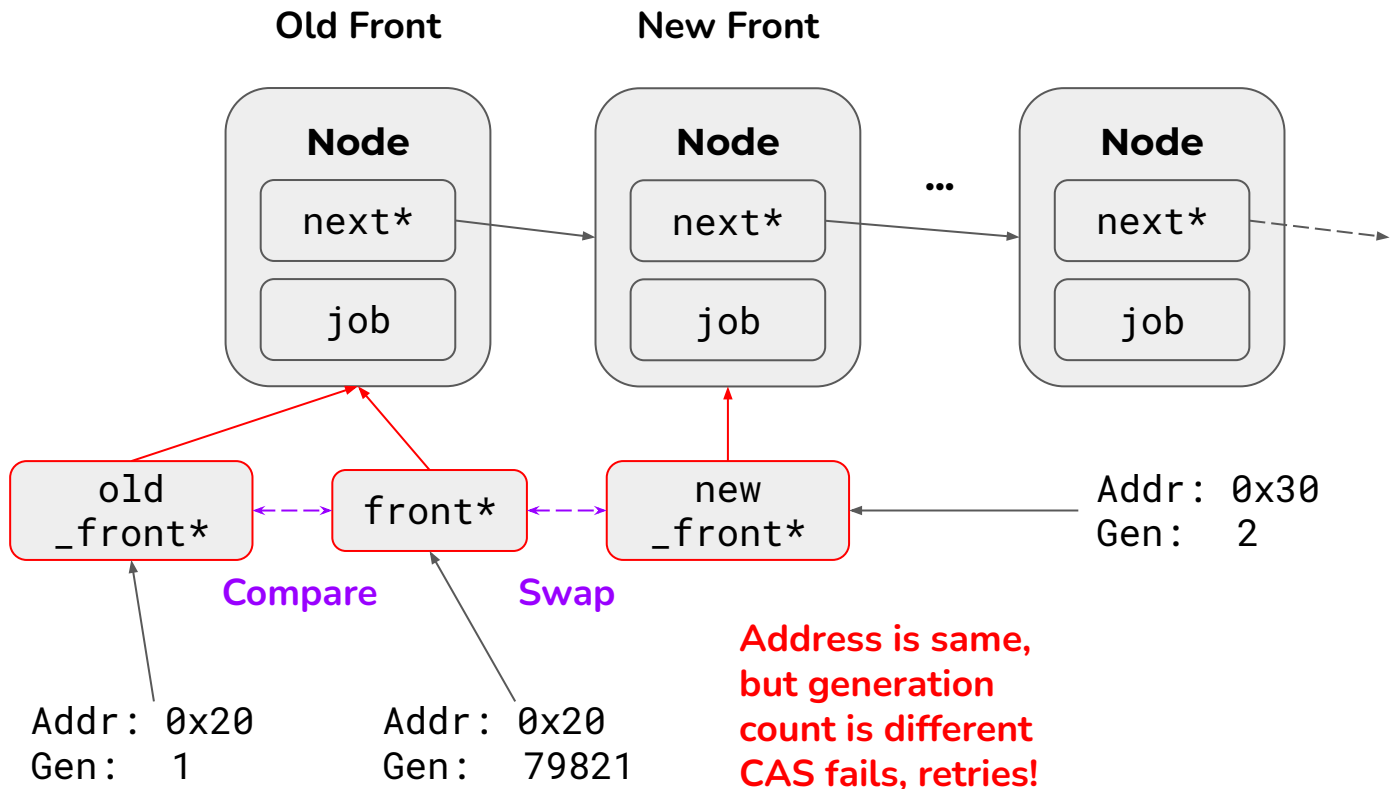 Old Front
New Front
Node
next*
job
Node
next*
job
...
Node
next*
job
old
_front*
front*
new
_front*
Addr: 0x30
Gen: 2
Compare
Swap
Addr: 0x20
Gen: 1
Addr: 0x20
Gen: 79821
Address is same,
but generation
count is different
CAS fails, retries!